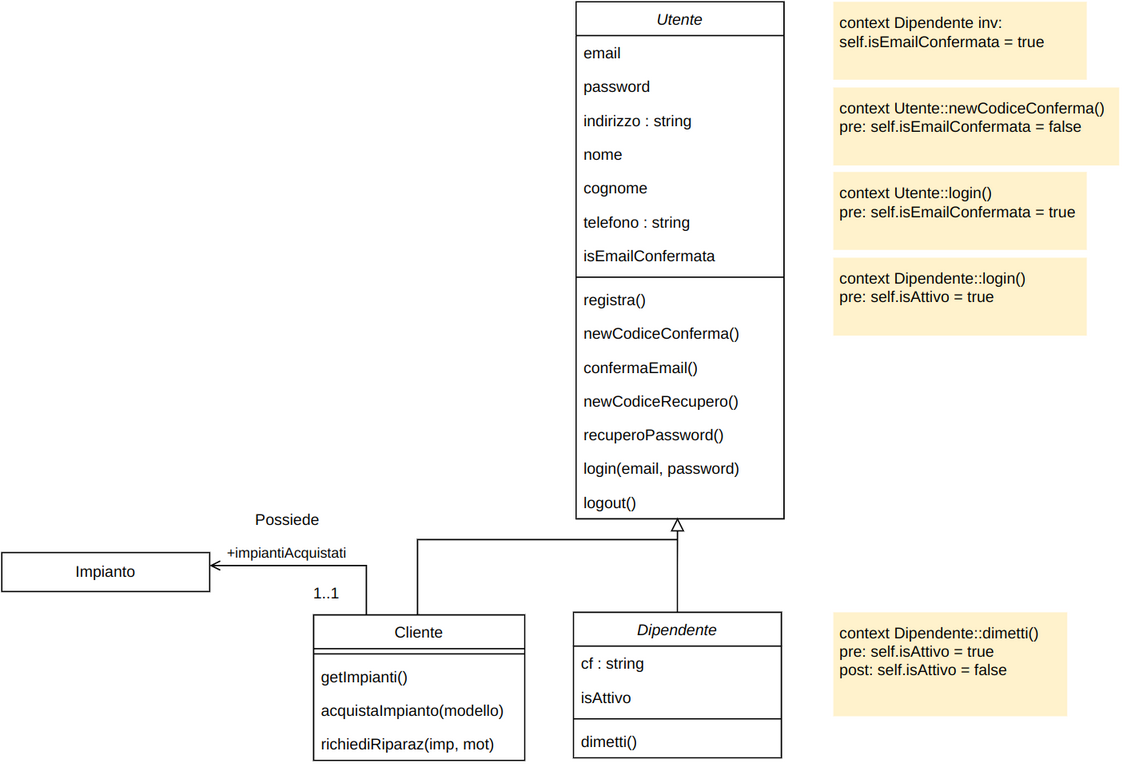 Utente
email
password
indirizzo : string
nome
cognome
telefono : string
isEmailConfermata
registra()
newCodiceConferma()
confermaEmail()
newCodiceRecupero()
recuperoPassword()
login(email, password)
logout()
context Dipendente inv:
self.isEmailConfermata = true
context Utente::newCodiceConferma()
pre: self.isEmailConfermata = false
context Utente::login()
pre: self.isEmailConfermata = true
context Dipendente::login()
pre: self.isAttivo = true
Possiede
+impiantiAcquistati
Impianto
1..1
Cliente
getImpianti()
acquistaImpianto(modello)
richiediRiparaz(imp, mot)
Dipendente
cf : string
isAttivo
dimetti()
context Dipendente::dimetti()
pre: self.isAttivo = true
post: self.isAttivo = false